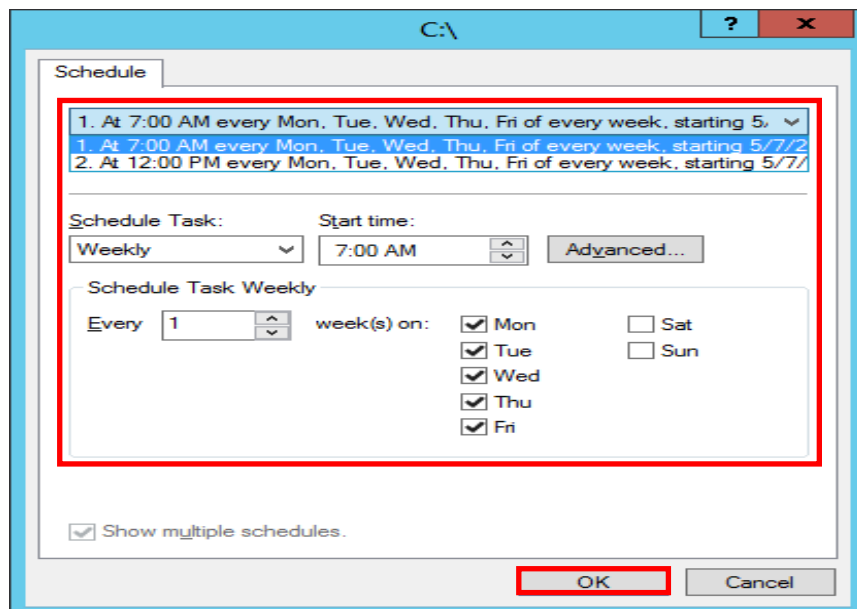 C:\
?
x
Schedule
1. At 7:00 AM every Mon, Tue, Wed, Thu, Fri of every week, starting 5/
1. At 7:00 AM every Mon, Tue, Wed, Thu, Fri of every week, starting 5/7/2
2. At 12:00 PM every Mon, Tue, Wed, Thu, Fri of every week, starting 5/7/
Schedule Task: Start time:
Weekly 7:00 AM Advanced...
Schedule Task Weekly
Every 1 week(s) on: Mon Sat
Tue Sun
Wed
Thu
Fri
Show multiple schedules.
OK Cancel